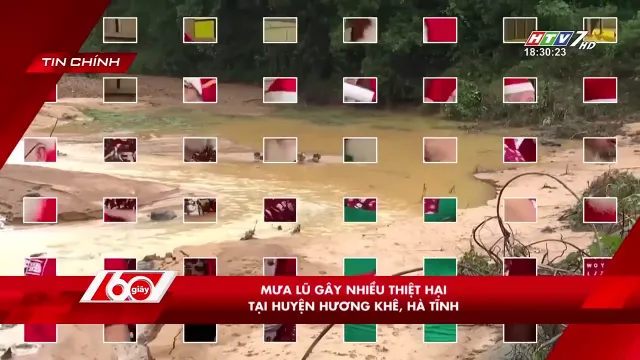 HTV7 HD
18:30:23
TIN CHÍNH
60 giây
MƯA LŨ GÂY NHIỀU THIỆT HẠI
TẠI HUYỆN HƯƠNG KHÊ, HÀ TĨNH